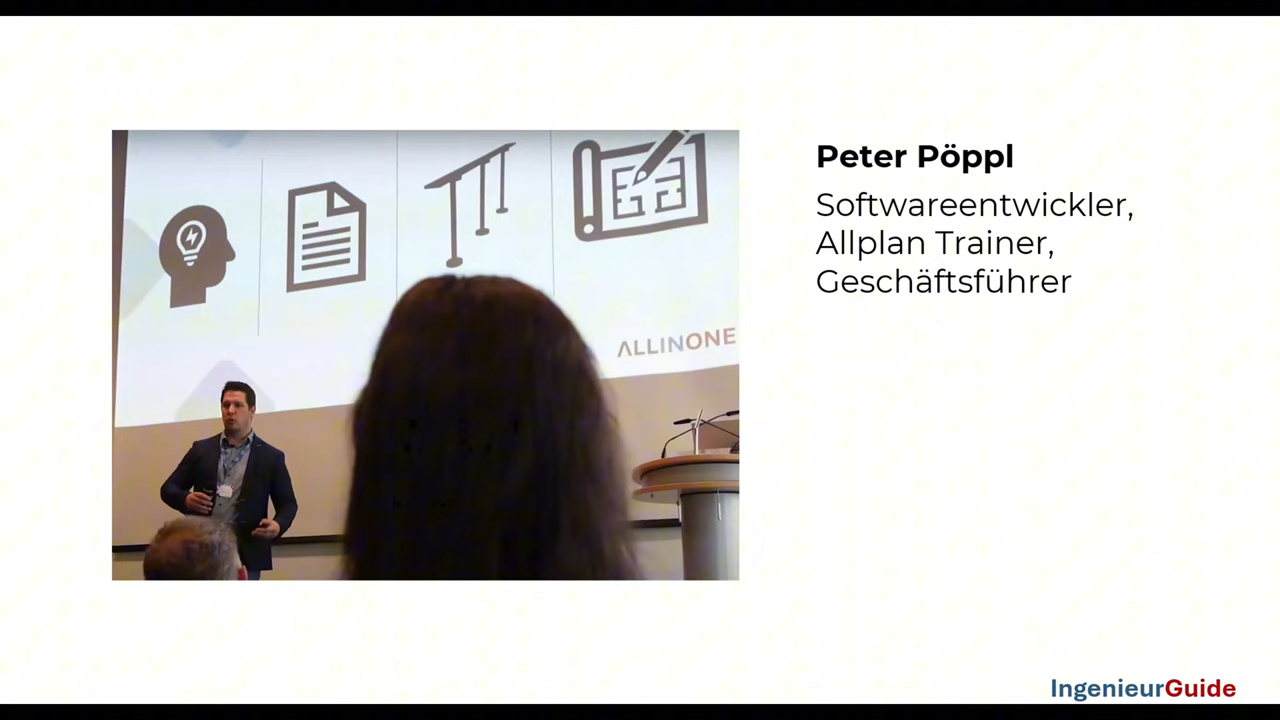 ALLINONE
Peter Pöppl
Softwareentwickler,
Allplan Trainer,
Geschäftsführer
IngenieurGuide